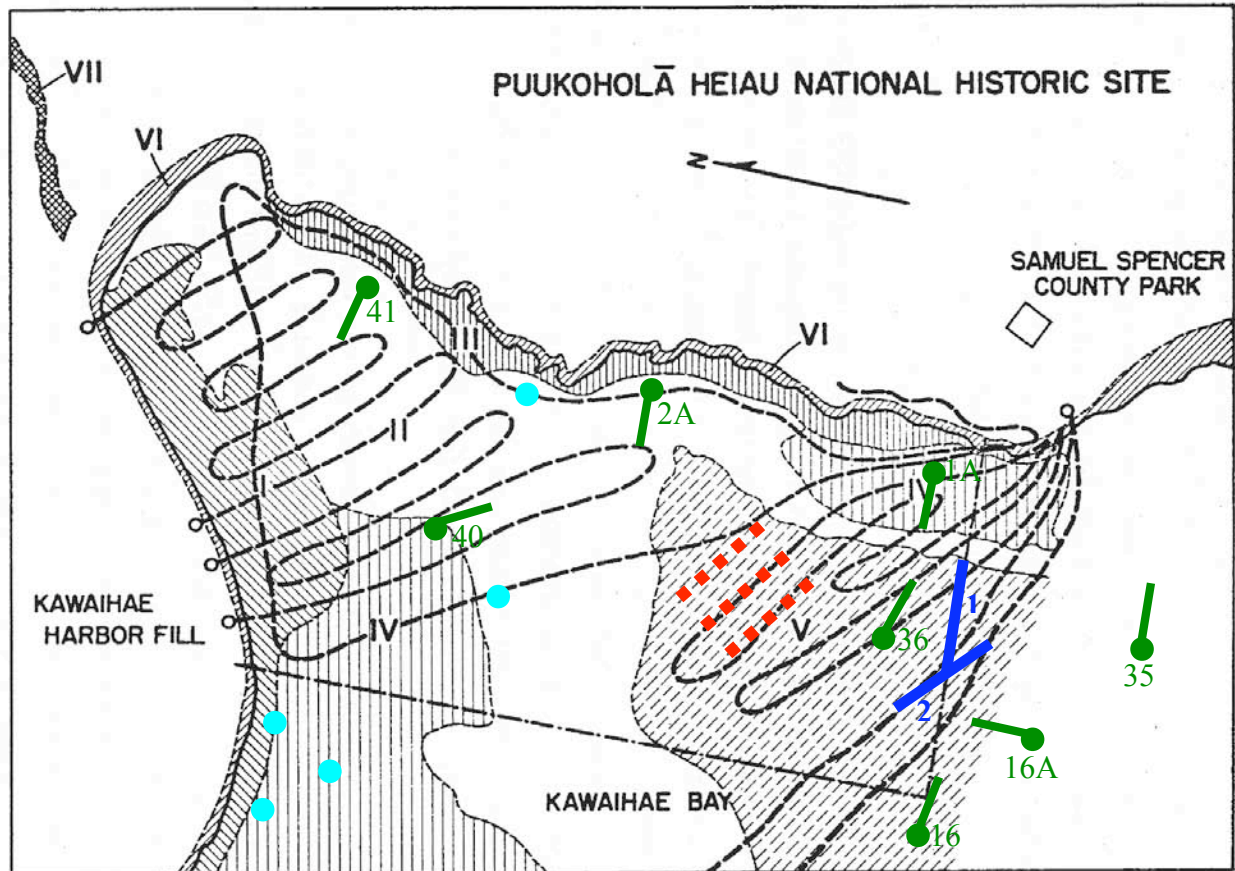 VII
VI
PUUKOHOLĀ HEIAU NATIONAL HISTORIC SITE
N
SAMUEL SPENCER
COUNTY PARK
41
III
VI
2A
II
I
1A
IV
40
KAWAIHAE
HARBOR FILL
IV
V
36
1
35
2
16A
KAWAIHAE BAY
16